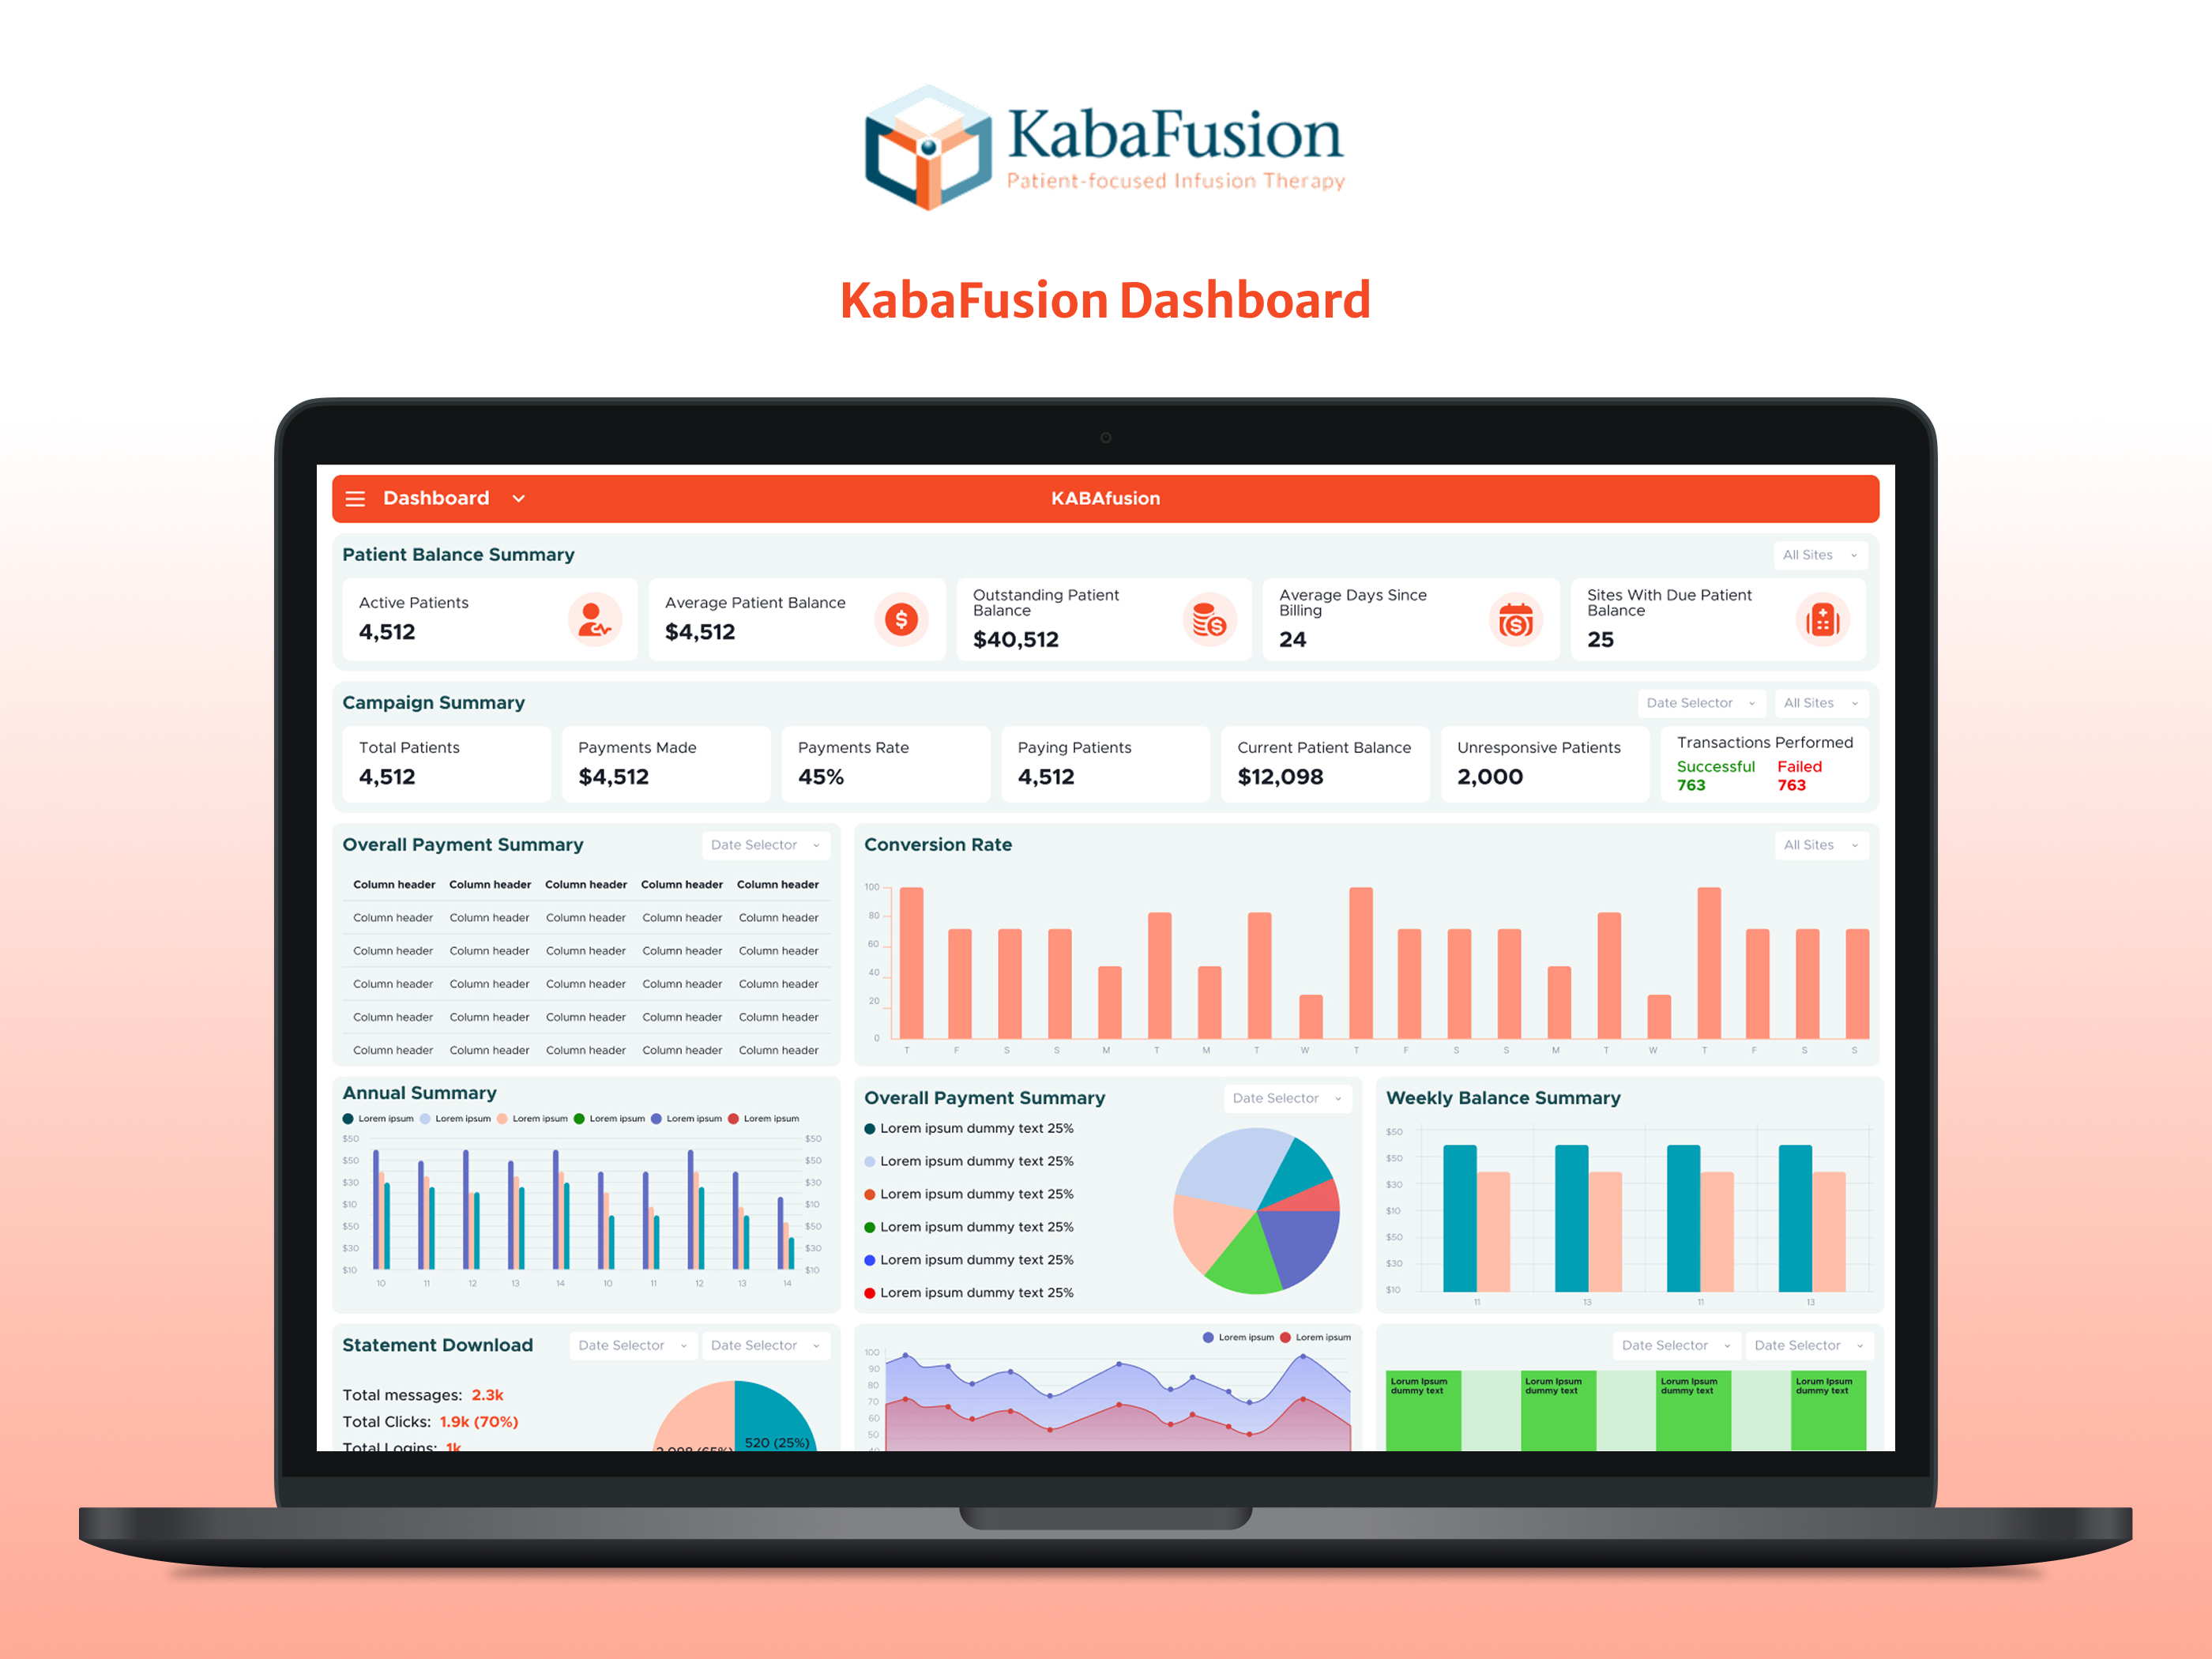 KabaFusion
Patient-focused Infusion Therapy
KabaFusion Dashboard
Dashboard
KABAfusion
Patient Balance Summary
All Sites
Active Patients
4,512
Average Patient Balance
$4,512
Outstanding Patient
Balance
$40,512
Average Days Since
Billing
24
Sites With Due Patient
Balance
25
Campaign Summary
Date Selector
All Sites
Total Patients
4,512
Payments Made
$4,512
Payments Rate
45%
Paying Patients
4,512
Current Patient Balance
$12,098
Unresponsive Patients
2,000
Transactions Performed
Successful Failed
763 763
Overall Payment Summary
Date Selector
Column header Column header Column header Column header Column header
Column header Column header Column header Column header Column header
Column header Column header Column header Column header Column header
Column header Column header Column header Column header Column header
Column header Column header Column header Column header Column header
Column header Column header Column header Column header Column header
Conversion Rate
All Sites
100
80
60
40
20
0
T F S S M T M T W T F S S M T W T F S S
Annual Summary
Lorem ipsum Lorem ipsum Lorem ipsum Lorem ipsum Lorem ipsum Lorem ipsum
$50 $50
$50 $50
$30 $30
$10 $10
$50 $50
$30 $30
$10 $10
10 11 12 13 14 10 11 12 13 14
Overall Payment Summary
Date Selector
Lorem ipsum dummy text 25%
Lorem ipsum dummy text 25%
Lorem ipsum dummy text 25%
Lorem ipsum dummy text 25%
Lorem ipsum dummy text 25%
Lorem ipsum dummy text 25%
Weekly Balance Summary
$50
$50
$30
$10
$50
$30
$10
11 13 11 13
Statement Download
Date Selector
Date Selector
Total messages: 2.3k
Total Clicks: 1.9k (70%)
Total Logins: 1k
2,098 (65%)
520 (25%)
Lorem ipsum Lorem ipsum
100
90
80
70
60
50
40
Date Selector
Date Selector
Lorum Ipsum
dummy text
Lorum Ipsum
dummy text
Lorum Ipsum
dummy text
Lorum Ipsum
dummy text